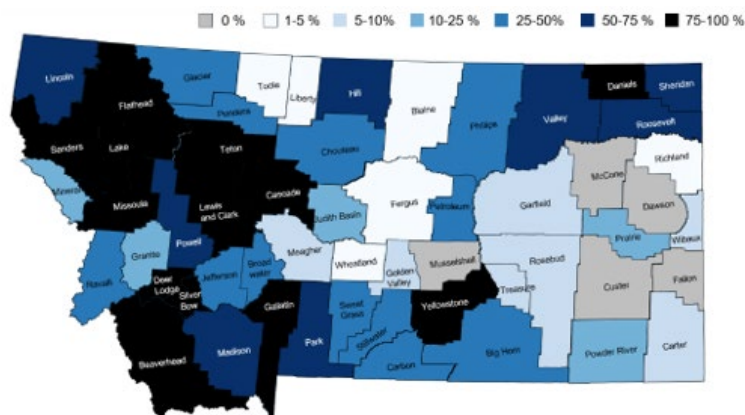 0 % 1-5 % 5-10% 10-25 % 25-50% 50-75 % 75-100 %
Lincoln
Flathead
Glacier
Toole
Liberty
Hill
Blaine
Phillips
Valley
Daniels
Sheridan
Roosevelt
Pondera
Sanders
Lake
Teton
Chouteau
Richland
McCone
Mineral
Missoula
Lewis
and Clark
Cascade
Judith Basin
Fergus
Petroleum
Garfield
Dawson
Prairie
Wibaux
Powell
Granite
Meagher
Wheatland
Golden
Valley
Musselshell
Rosebud
Treasure
Custer
Fallon
Ravalli
Deer
Lodge
Silver
Bow
Jefferson
Broad
water
Gallatin
Sweet
Grass
Stillwater
Yellowstone
Beaverhead
Madison
Park
Carbon
Big Horn
Powder River
Carter